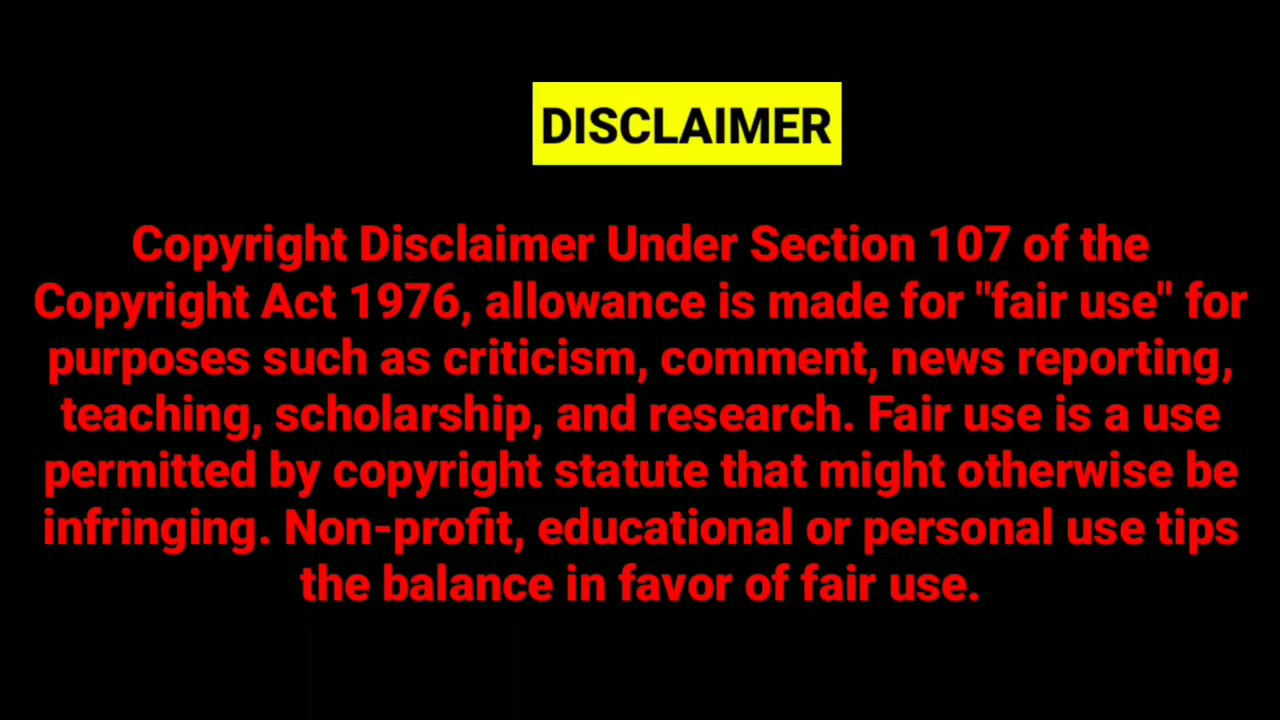 DISCLAIMER
Copyright Disclaimer Under Section 107 of the
Copyright Act 1976, allowance is made for "fair use" for
purposes such as criticism, comment, news reporting,
teaching, scholarship, and research. Fair use is a use
permitted by copyright statute that might otherwise be
infringing. Non-profit, educational or personal use tips
the balance in favor of fair use.